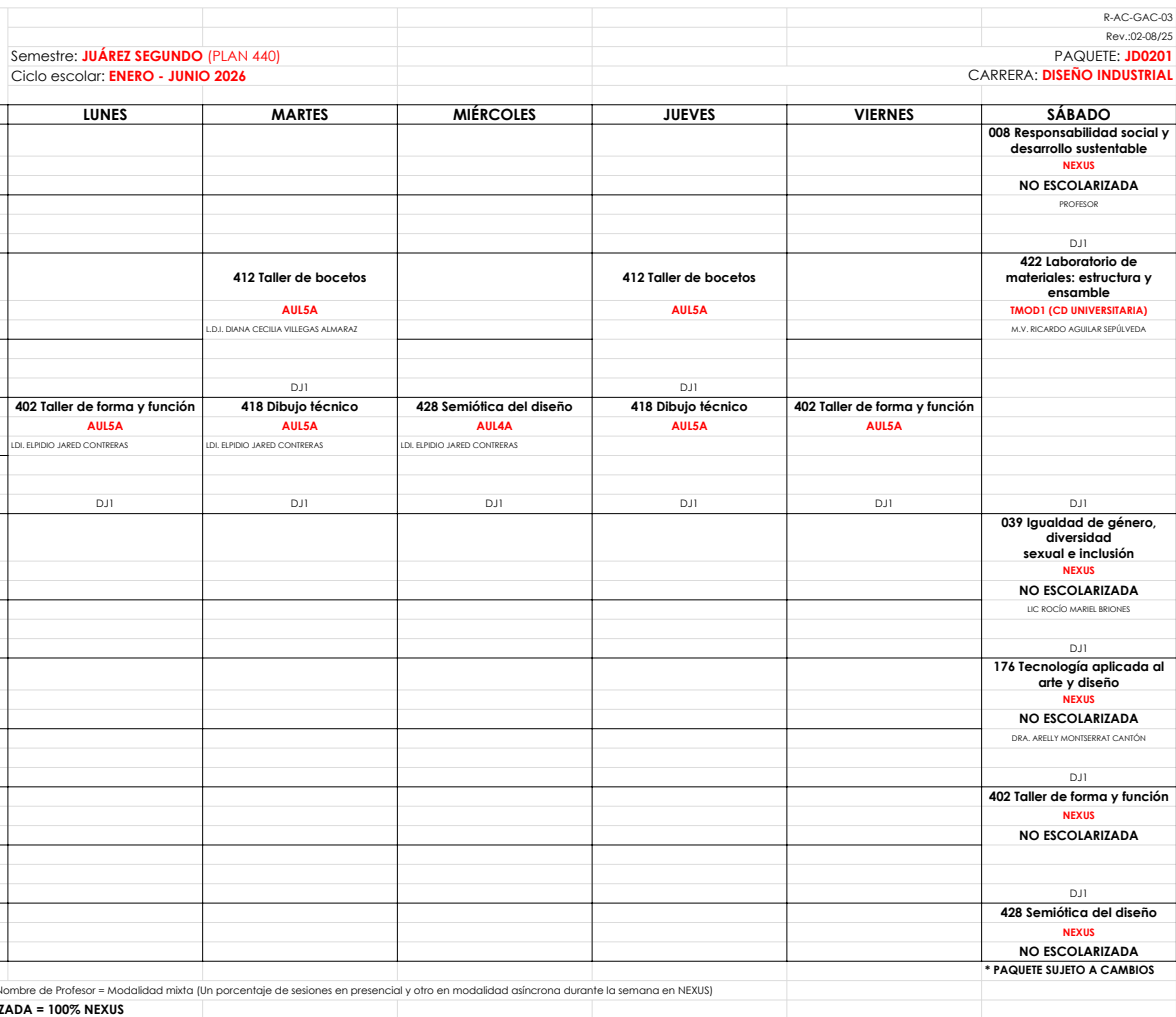 R-AC-GAC-03
Rev.:02-08/25
Semestre: JUÁREZ SEGUNDO (PLAN 440) PAQUETE: JD0201
Ciclo escolar: ENERO - JUNIO 2026 CARRERA: DISEÑO INDUSTRIAL
LUNES MARTES MIÉRCOLES JUEVES VIERNES SÁBADO
008 Responsabilidad social y
desarrollo sustentable
NEXUS
NO ESCOLARIZADA
PROFESOR
DJ1
412 Taller de bocetos
AUL5A
L.D.I. DIANA CECILIA VILLEGAS ALMARAZ
DJ1
412 Taller de bocetos
AUL5A
DJ1
422 Laboratorio de
materiales: estructura y
ensamble
TMOD1 (CD UNIVERSITARIA)
M.V. RICARDO AGUILAR SEPÚLVEDA
DJ1
402 Taller de forma y función
AUL5A
LDI. ELPIDIO JARED CONTRERAS
DJ1
418 Dibujo técnico
AUL5A
LDI. ELPIDIO JARED CONTRERAS
DJ1
428 Semiótica del diseño
AUL4A
LDI. ELPIDIO JARED CONTRERAS
DJ1
418 Dibujo técnico
AUL5A
DJ1
402 Taller de forma y función
AUL5A
DJ1
039 Igualdad de género,
diversidad
sexual e inclusión
NEXUS
NO ESCOLARIZADA
LIC ROCÍO MARIEL BRIONES
DJ1
176 Tecnología aplicada al
arte y diseño
NEXUS
NO ESCOLARIZADA
DRA. ARELLY MONTSERRAT CANTÓN
DJ1
402 Taller de forma y función
NEXUS
NO ESCOLARIZADA
DJ1
428 Semiótica del diseño
NEXUS
NO ESCOLARIZADA
* PAQUETE SUJETO A CAMBIOS
Nombre de Profesor = Modalidad mixta (Un porcentaje de sesiones en presencial y otro en modalidad asíncrona durante la semana en NEXUS)
ZADA = 100% NEXUS